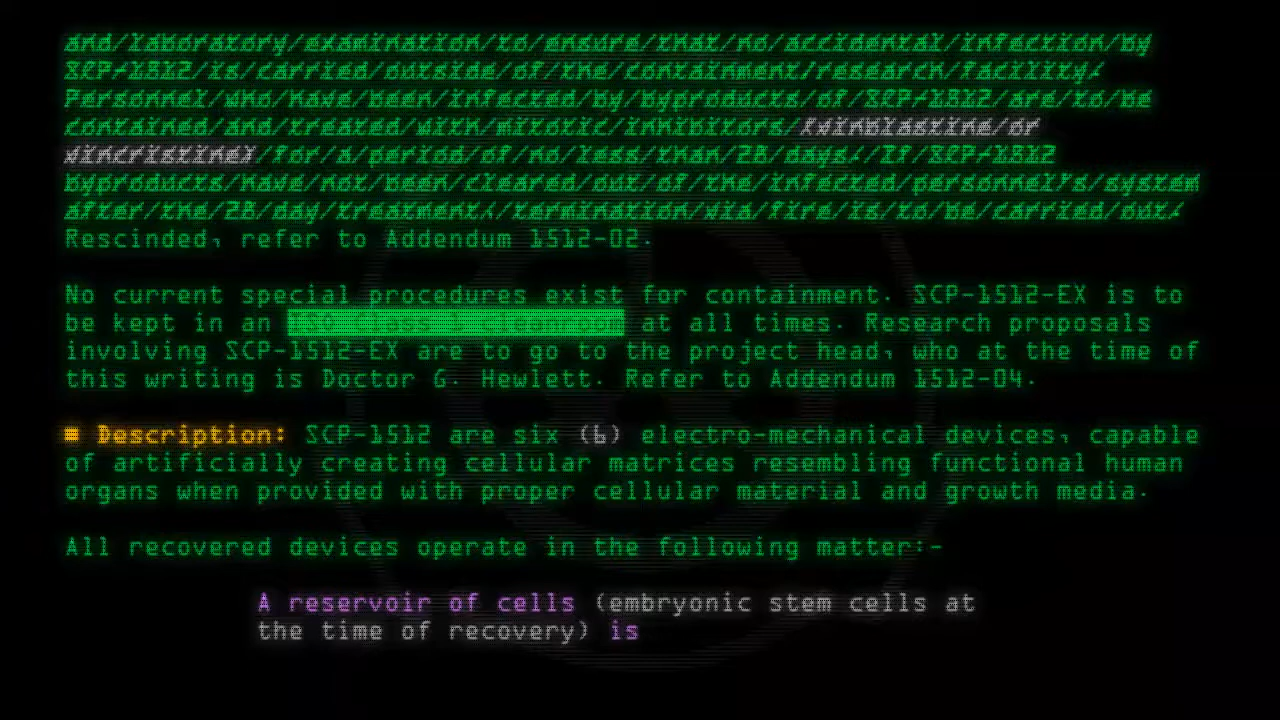 and laboratory examination to ensure that no accidental infection by
SCP-1512 is carried outside of the containment research facility.
Personnel who have been infected by byproducts of SCP-1512 are to be
contained and treated with mitotic inhibitors (vinblastine or
vincristine) for a period of no less than 28 days. If SCP-1512
byproducts have not been cleared out of the infected personnel's system
after the 28 day treatment, termination via fire is to be carried out.
Rescinded, refer to Addendum 1512-02.
No current special procedures exist for containment. SCP-1512-EX is to
be kept in an ISO Class cleanroom at all times. Research proposals
involving SCP-1512-EX are to go to the project head, who at the time of
this writing is Doctor G. Hewlett. Refer to Addendum 1512-04.
■ Description: SCP-1512 are six (6) electro-mechanical devices, capable
of artificially creating cellular matrices resembling functional human
organs when provided with proper cellular material and growth media.
All recovered devices operate in the following matter:-
A reservoir of cells (embryonic stem cells at
the time of recovery) is